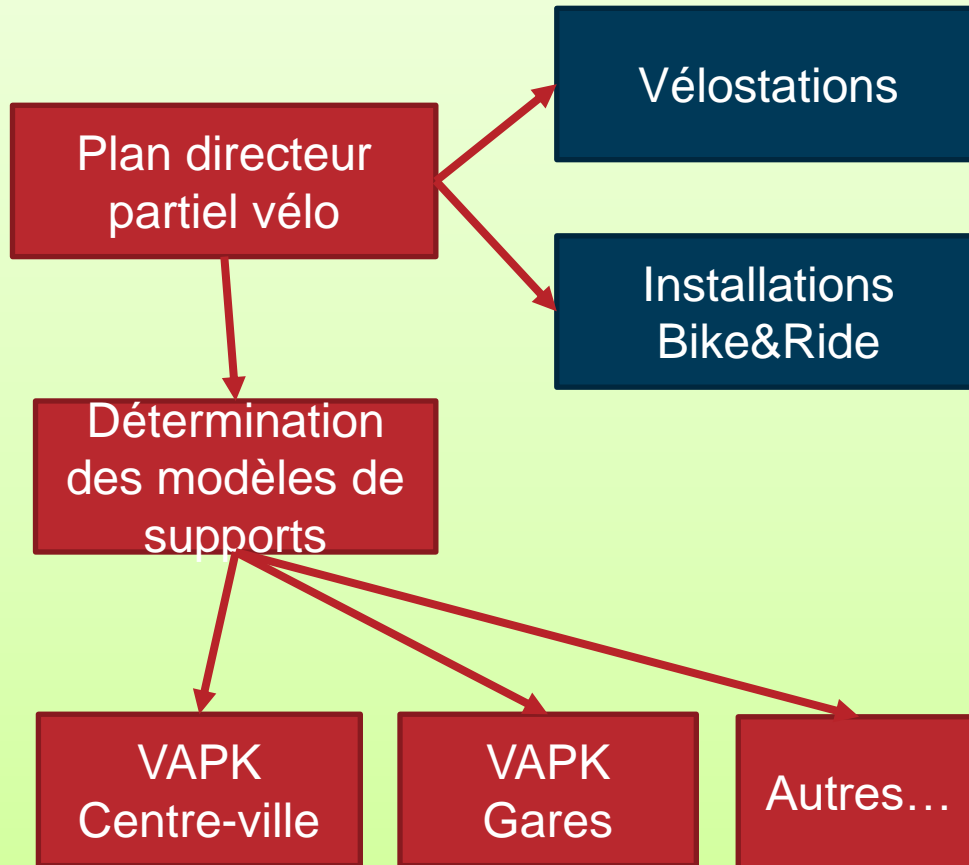 Vélostations
Plan directeur
partiel vélo
Installations
Bike&Ride
Détermination
des modèles de
supports
VAPK
Centre-ville
VAPK
Gares
Autres…